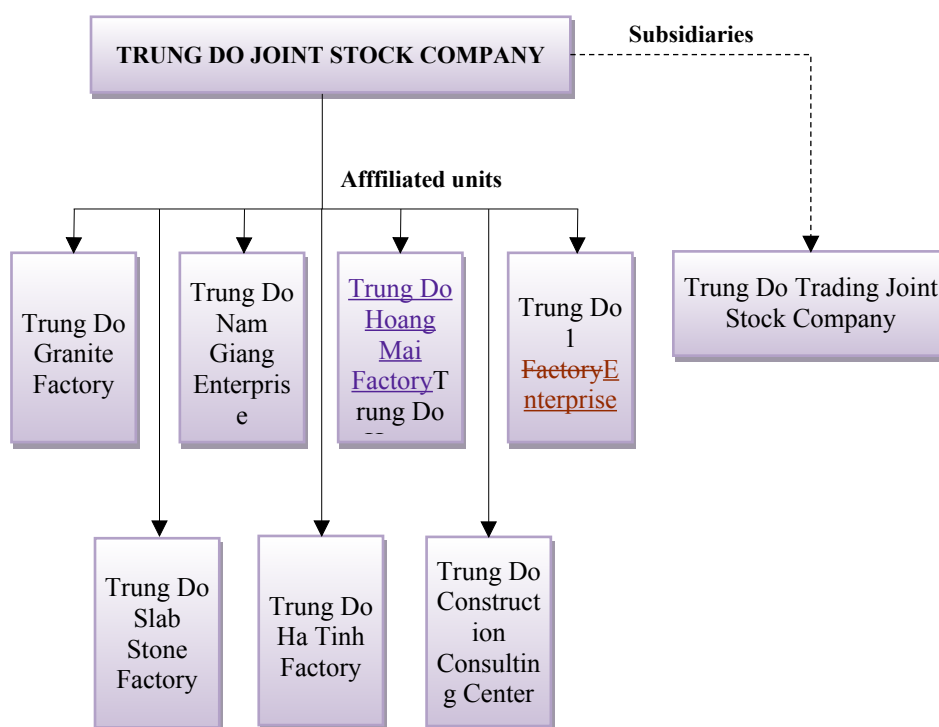 Subsidiaries
TRUNG DO JOINT STOCK COMPANY
Afffiliated units
Trung Do
Granite
Factory
Trung Do
Nam
Giang
Enterpris
e
Trung Do
Hoang
Mai
FactoryT
rung Do
Trung Do
1
FactoryE
nterprise
Trung Do Trading Joint
Stock Company
Trung Do
Slab
Stone
Factory
Trung Do
Ha Tinh
Factory
Trung Do
Construct
ion
Consultin
g Center